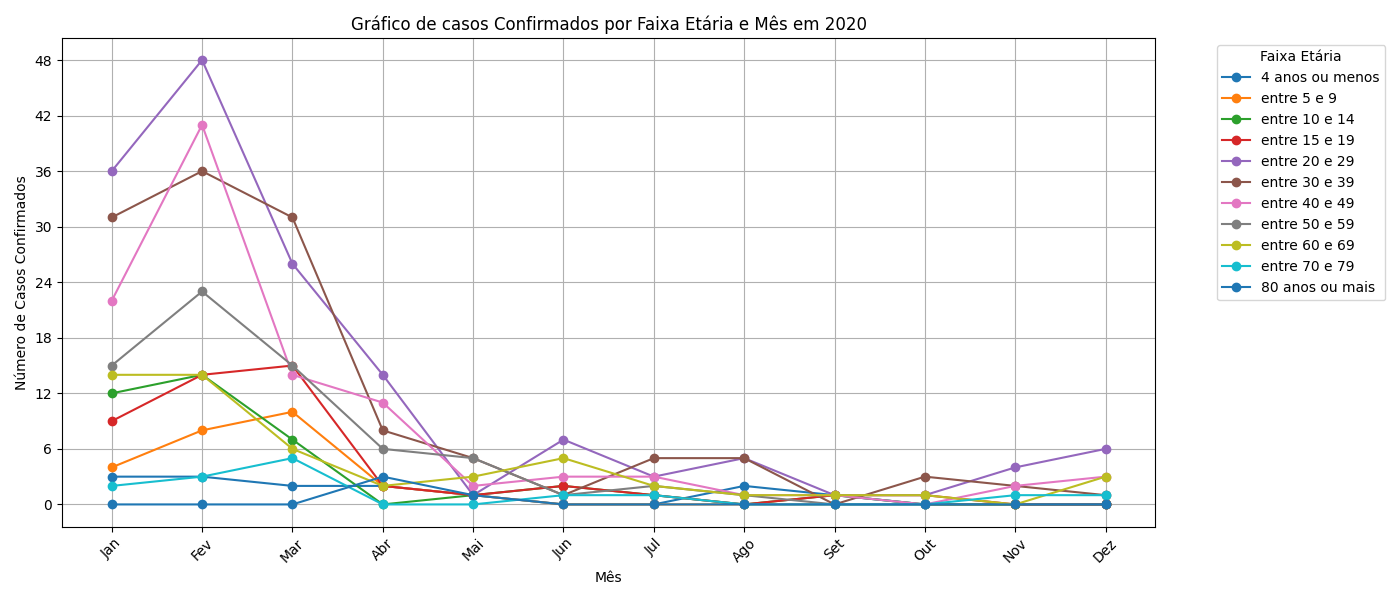 Gráfico de casos Confirmados por Faixa Etária e Mês em 2020
Número de Casos Confirmados
48
42
36
30
24
18
12
6
0
Jan
Fev
Mar
Abr
Mai
Jun
Jul
Ago
Set
Out
Nov
Dez
Mês
Faixa Etária
4 anos ou menos
entre 5 e 9
entre 10 e 14
entre 15 e 19
entre 20 e 29
entre 30 e 39
entre 40 e 49
entre 50 e 59
entre 60 e 69
entre 70 e 79
80 anos ou mais